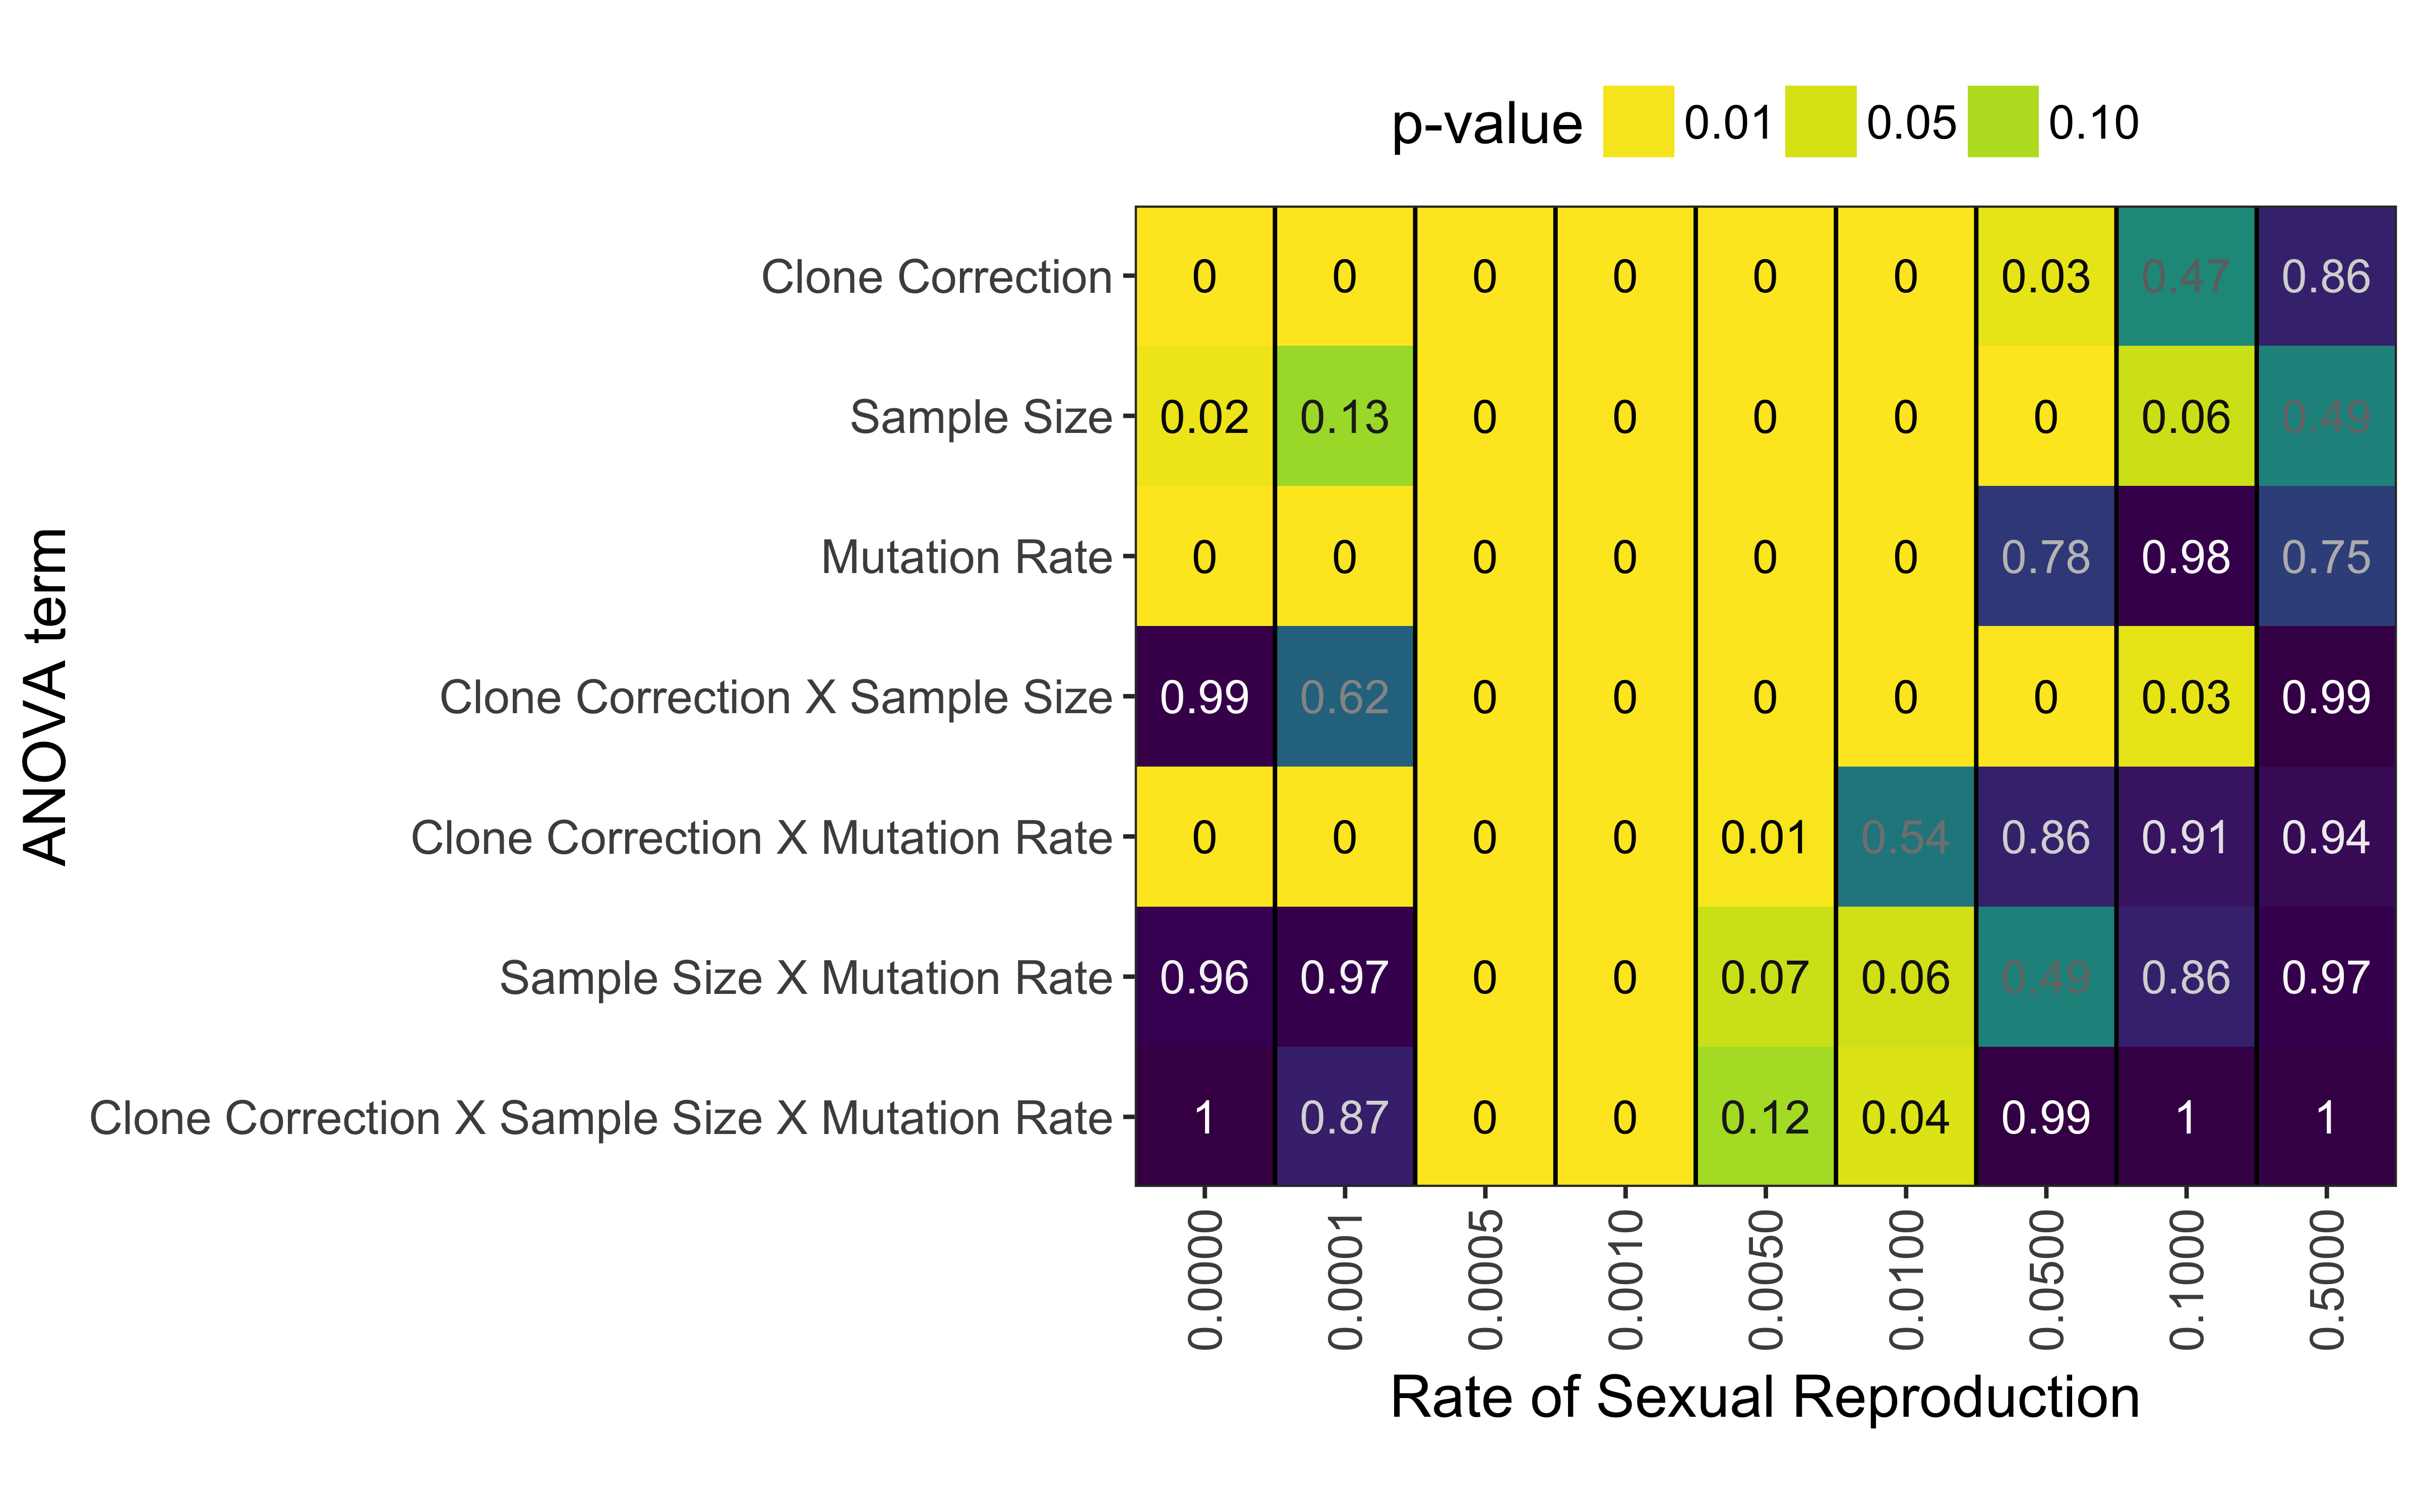 p-value 0.01 0.05 0.10
Clone Correction 0 0 0 0 0 0 0.03 0.47 0.86
Sample Size 0.02 0.13 0 0 0 0 0 0.06 0.49
Mutation Rate 0 0 0 0 0 0 0.78 0.98 0.75
Clone Correction X Sample Size 0.99 0.62 0 0 0 0 0 0.03 0.99
Clone Correction X Mutation Rate 0 0 0 0 0.01 0.54 0.86 0.91 0.94
Sample Size X Mutation Rate 0.96 0.97 0 0 0.07 0.06 0.49 0.86 0.97
Clone Correction X Sample Size X Mutation Rate 1 0.87 0 0 0.12 0.04 0.99 1 1
ANOVA term
0.0000 0.0001 0.0005 0.0010 0.0050 0.0100 0.0500 0.1000 0.5000
Rate of Sexual Reproduction